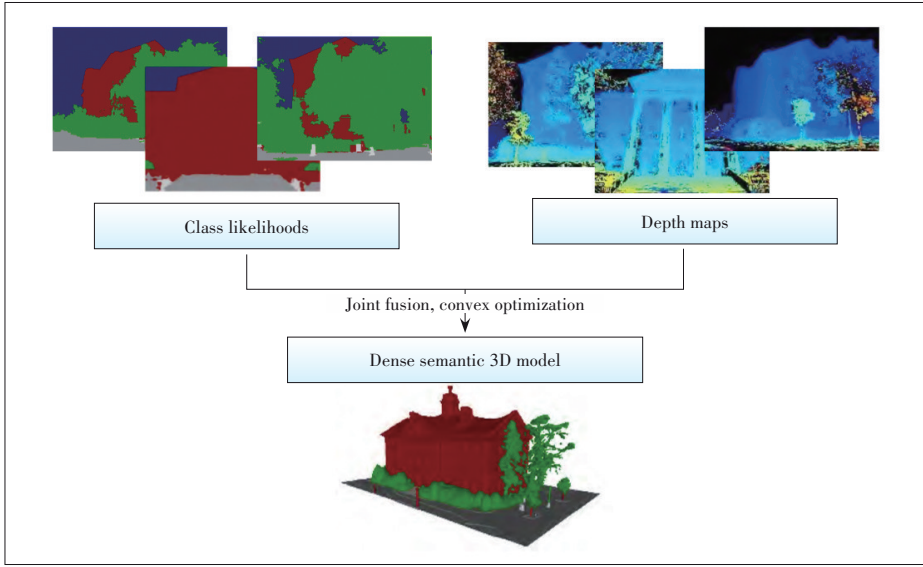 Class likelihoods
Depth maps
Joint fusion, convex optimization
Dense semantic 3D model